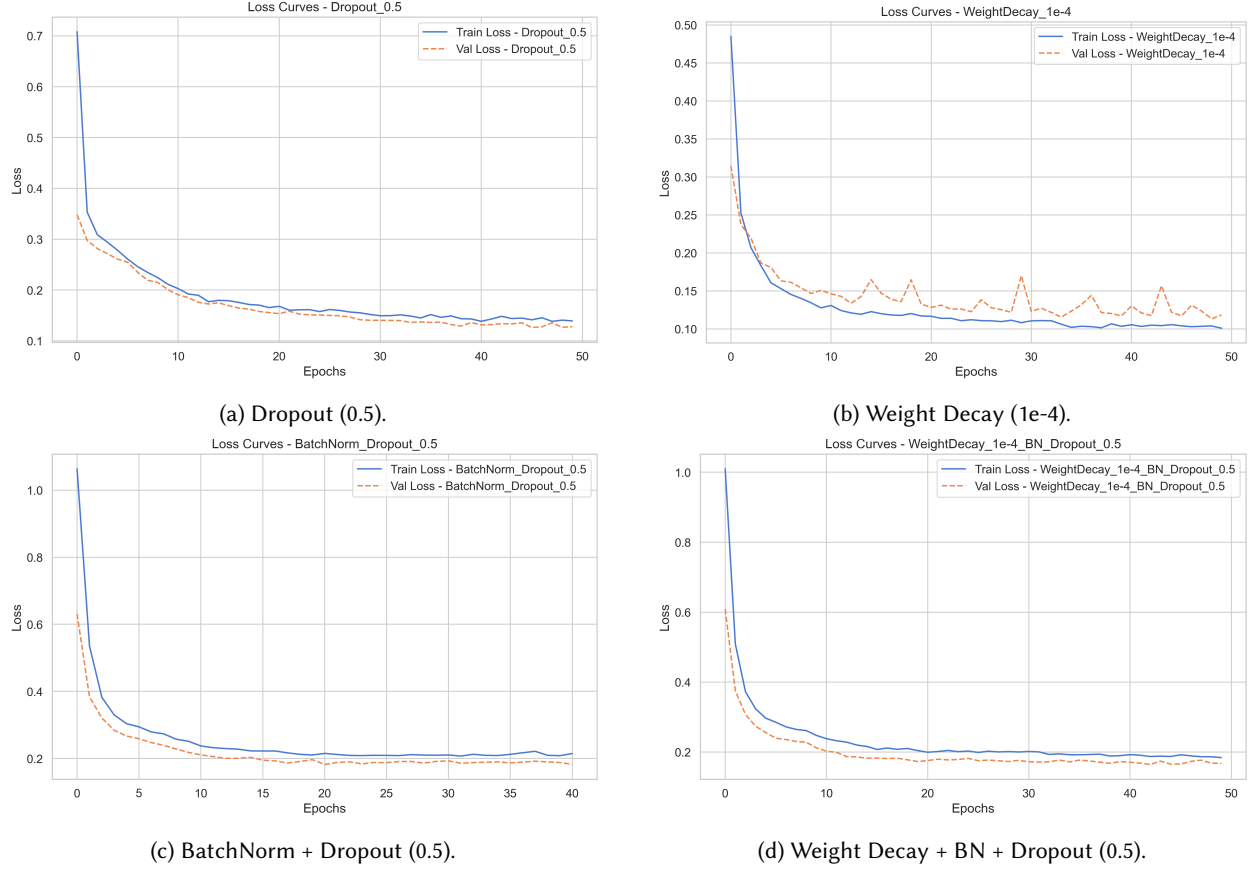 Loss Curves - Dropout_0.5
Train Loss - Dropout_0.5
Val Loss - Dropout_0.5
0.7
0.6
0.5
0.4
0.3
0.2
0.1
Loss
0
10
20
30
40
50
Epochs
(a) Dropout (0.5).
Loss Curves - WeightDecay_1e-4
Train Loss - WeightDecay_1e-4
Val Loss - WeightDecay_1e-4
0.50
0.45
0.40
0.35
0.30
0.25
0.20
0.15
0.10
Loss
0
10
20
30
40
50
Epochs
(b) Weight Decay (1e-4).
Loss Curves - BatchNorm_Dropout_0.5
Train Loss - BatchNorm_Dropout_0.5
Val Loss - BatchNorm_Dropout_0.5
1.0
0.8
0.6
0.4
0.2
Loss
0
5
10
15
20
25
30
35
40
Epochs
(c) BatchNorm + Dropout (0.5).
Loss Curves - WeightDecay_1e-4_BN_Dropout_0.5
Train Loss - WeightDecay_1e-4_BN_Dropout_0.5
Val Loss - WeightDecay_1e-4_BN_Dropout_0.5
1.0
0.8
0.6
0.4
0.2
Loss
0
10
20
30
40
50
Epochs
(d) Weight Decay + BN + Dropout (0.5).